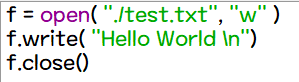 f = open( "./test.txt", "w" )
f.write( "Hello World \n")
f.close()